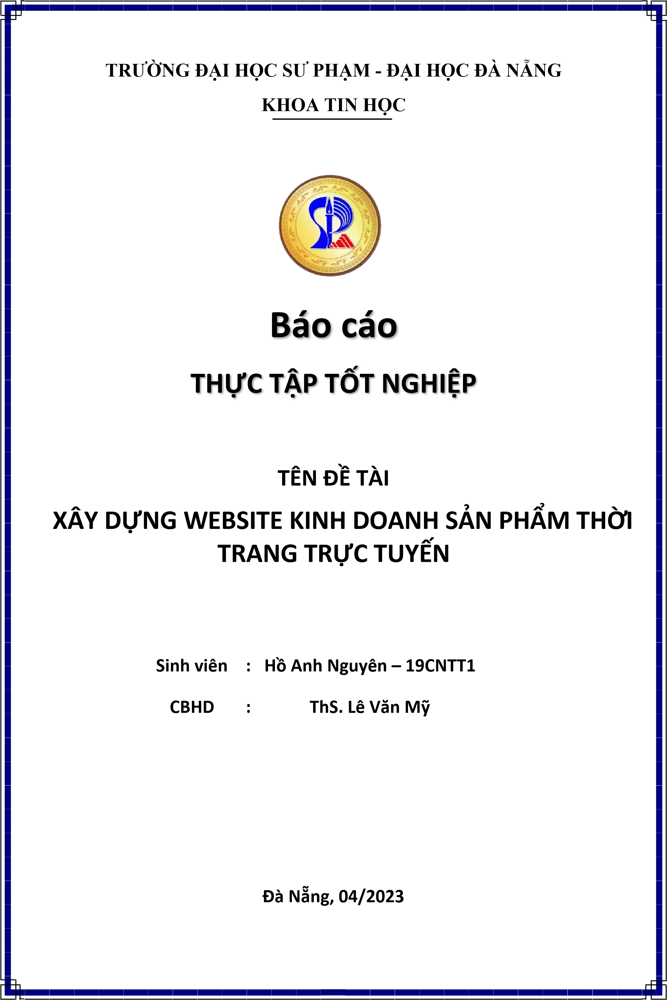 TRƯỜNG ĐẠI HỌC SƯ PHẠM - ĐẠI HỌC ĐÀ NẴNG
KHOA TIN HỌC
Báo cáo
THỰC TẬP TỐT NGHIỆP
TÊN ĐỀ TÀI
XÂY DỰNG WEBSITE KINH DOANH SẢN PHẨM THỜI
TRANG TRỰC TUYẾN
Sinh viên : Hồ Anh Nguyên – 19CNTT1
CBHD : ThS. Lê Văn Mỹ
Đà Nẵng, 04/2023